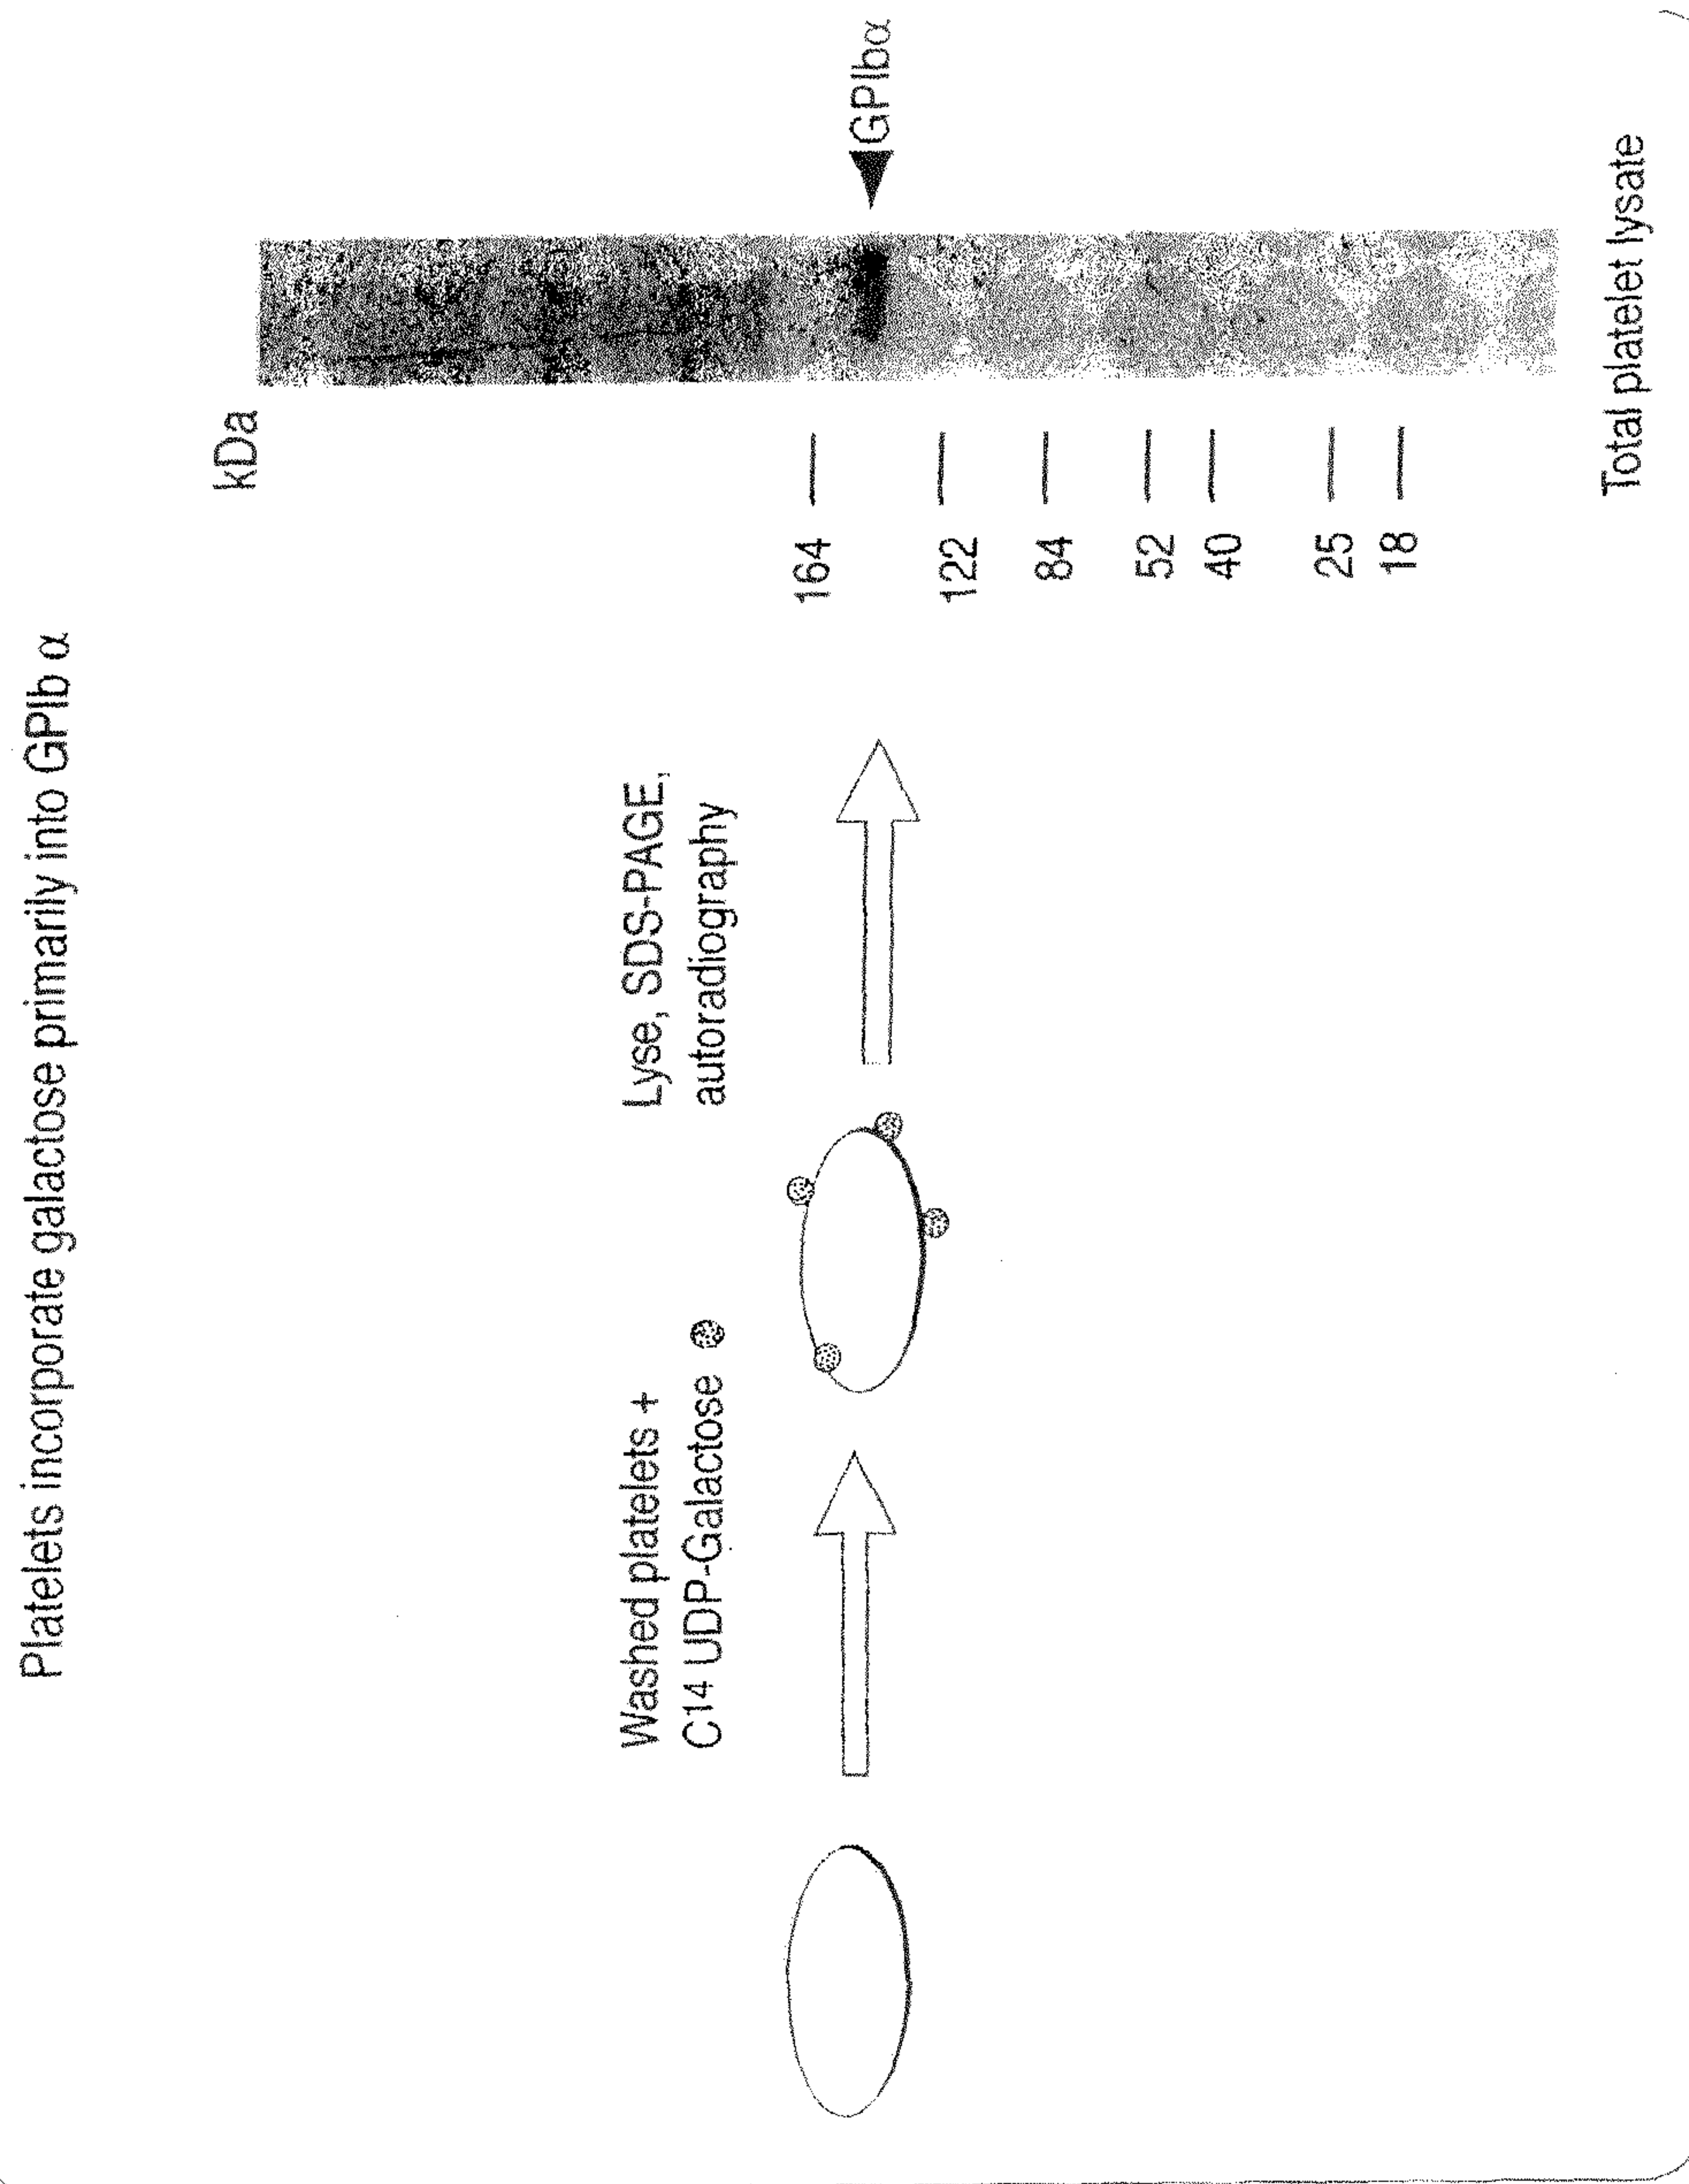 Platelets incorporate galactose primarily into GPIb α
Washed platelets +
C14 UDP-Galactose
Lyse, SDS-PAGE,
autoradiography
kDa
164
122
84
52
40
25
18
GPIbα
Total platelet lysate